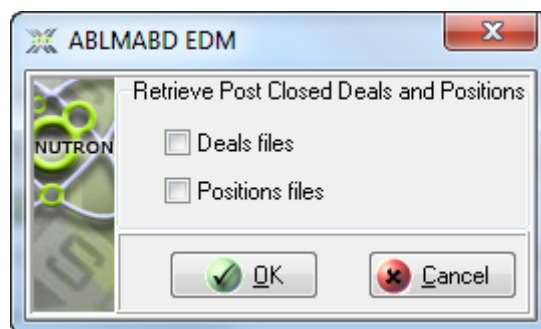 ABLMABD EDM
Retrieve Post Closed Deals and Positions
NUTRON
Deals files
Positions files
OK
Cancel